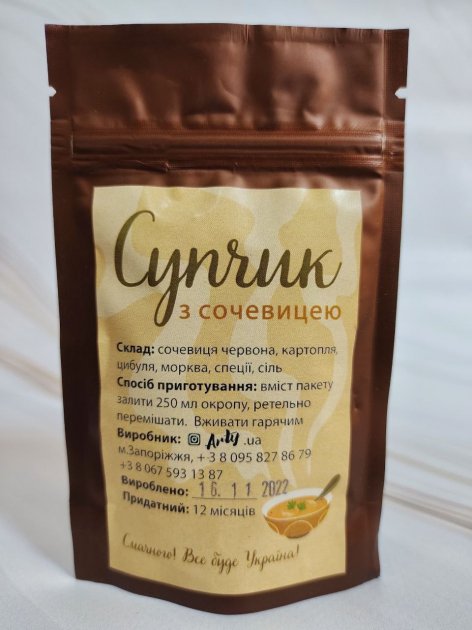 Супчик
з сочевицею
Склад: сочевиця червона, картопля,
цибуля, морква, спеції, сіль
Спосіб приготування: вміст пакету
залити 250 мл окропу, ретельно
перемішати. Вживати гарячим
Виробник: .ua
м.Запоріжжя, +3 8 095 827 86 79
+3 8 067 593 13 87
Вироблено: 16. 11 2022
Придатний: 12 місяців
Смачного! Все буде Україна!